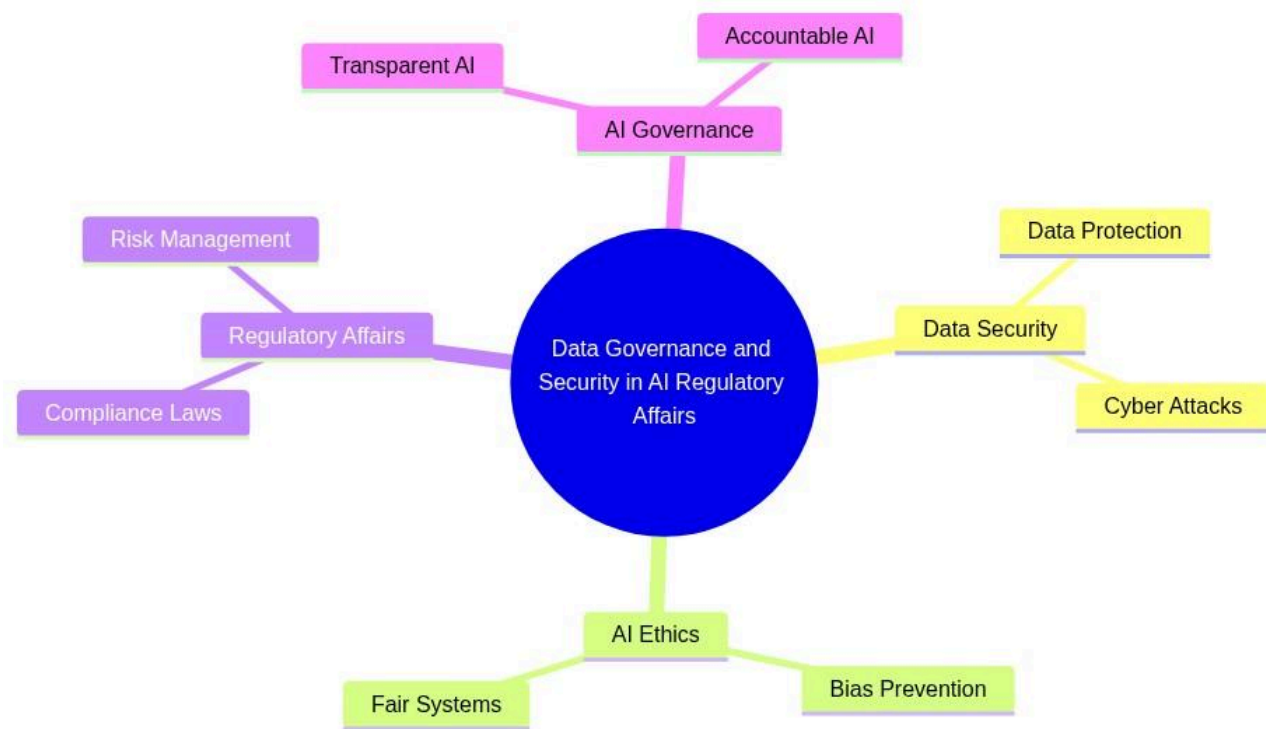 Accountable AI
Transparent AI
AI Governance
Data Protection
Risk Management
Data Security
Regulatory Affairs
Data Governance and
Security in AI Regulatory
Affairs
Cyber Attacks
Compliance Laws
AI Ethics
Bias Prevention
Fair Systems